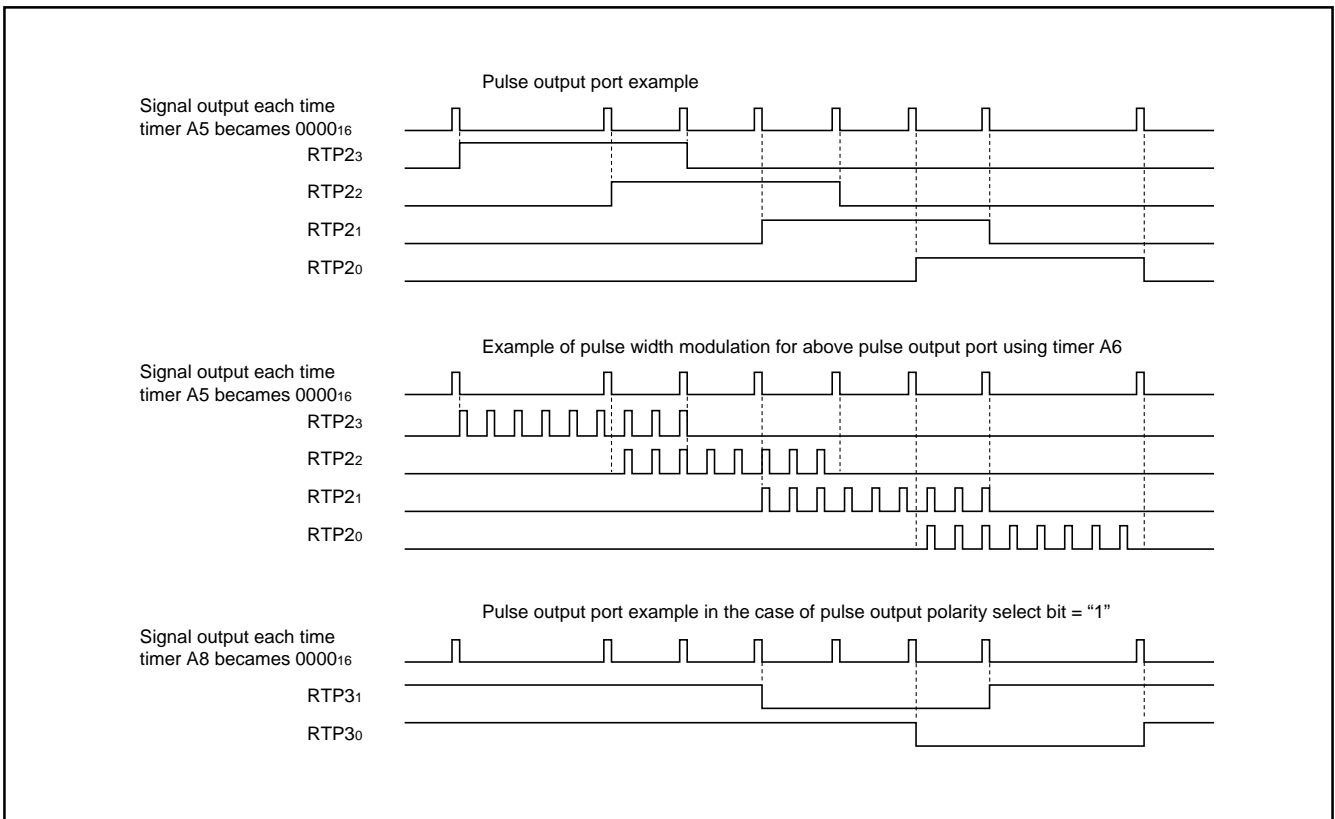 Pulse output port example
Signal output each time
timer A5 becames 0000₁₆
RTP2₃
RTP2₂
RTP2₁
RTP2₀
Example of pulse width modulation for above pulse output port using timer A6
Signal output each time
timer A5 becames 0000₁₆
RTP2₃
RTP2₂
RTP2₁
RTP2₀
Pulse output port example in the case of pulse output polarity select bit = “1”
Signal output each time
timer A8 becames 0000₁₆
RTP3₁
RTP3₀